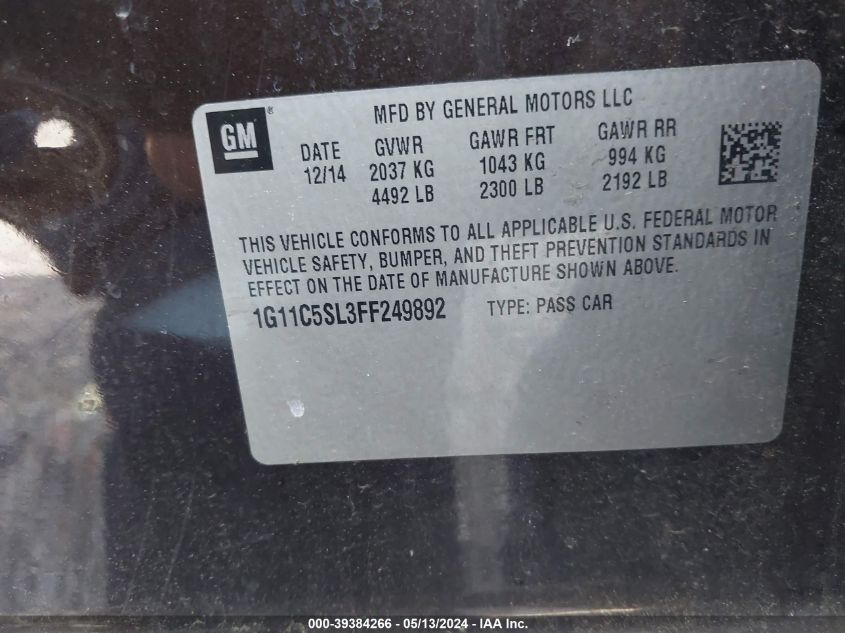 MFD BY GENERAL MOTORS LLC
GM®
DATE GVWR GAWR FRT GAWR RR
12/14 2037 KG 1043 KG 994 KG
4492 LB 2300 LB 2192 LB
THIS VEHICLE CONFORMS TO ALL APPLICABLE U.S. FEDERAL MOTOR
VEHICLE SAFETY, BUMPER, AND THEFT PREVENTION STANDARDS IN
EFFECT ON THE DATE OF MANUFACTURE SHOWN ABOVE.
1G11C5SL3FF249892 TYPE: PASS CAR
000-39384266 - 05/13/2024 - IAA Inc.